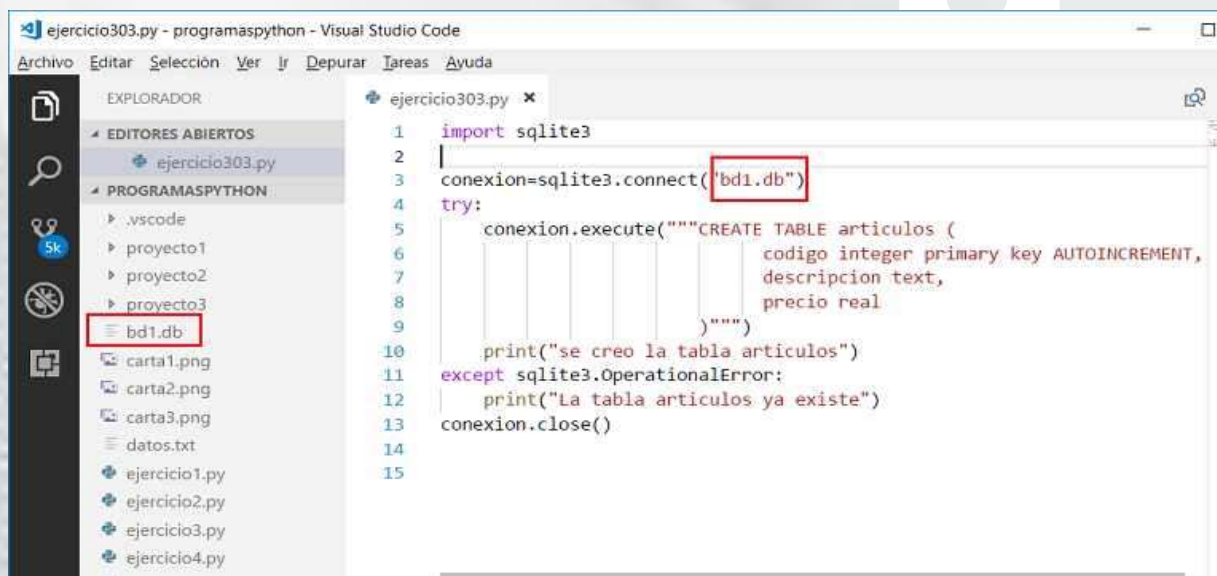 ejercicio303.py - programaspython - Visual Studio Code
Archivo Editar Selección Ver Ir Depurar Tareas Ayuda
EXPLORADOR
EDITORES ABIERTOS
ejercicio303.py
PROGRAMASPYTHON
.vscode
proyecto1
proyecto2
proyecto3
bd1.db
carta1.png
carta2.png
carta3.png
datos.txt
ejercicio1.py
ejercicio2.py
ejercicio3.py
ejercicio4.py
5k
ejercicio303.py
1 import sqlite3
2
3 conexion=sqlite3.connect("bd1.db")
4 try:
5     conexion.execute("""CREATE TABLE articulos (
6                               codigo integer primary key AUTOINCREMENT,
7                               descripcion text,
8                               precio real
9                         )""")
10     print("se creo la tabla articulos")
11 except sqlite3.OperationalError:
12     print("La tabla articulos ya existe")
13 conexion.close()
14
15